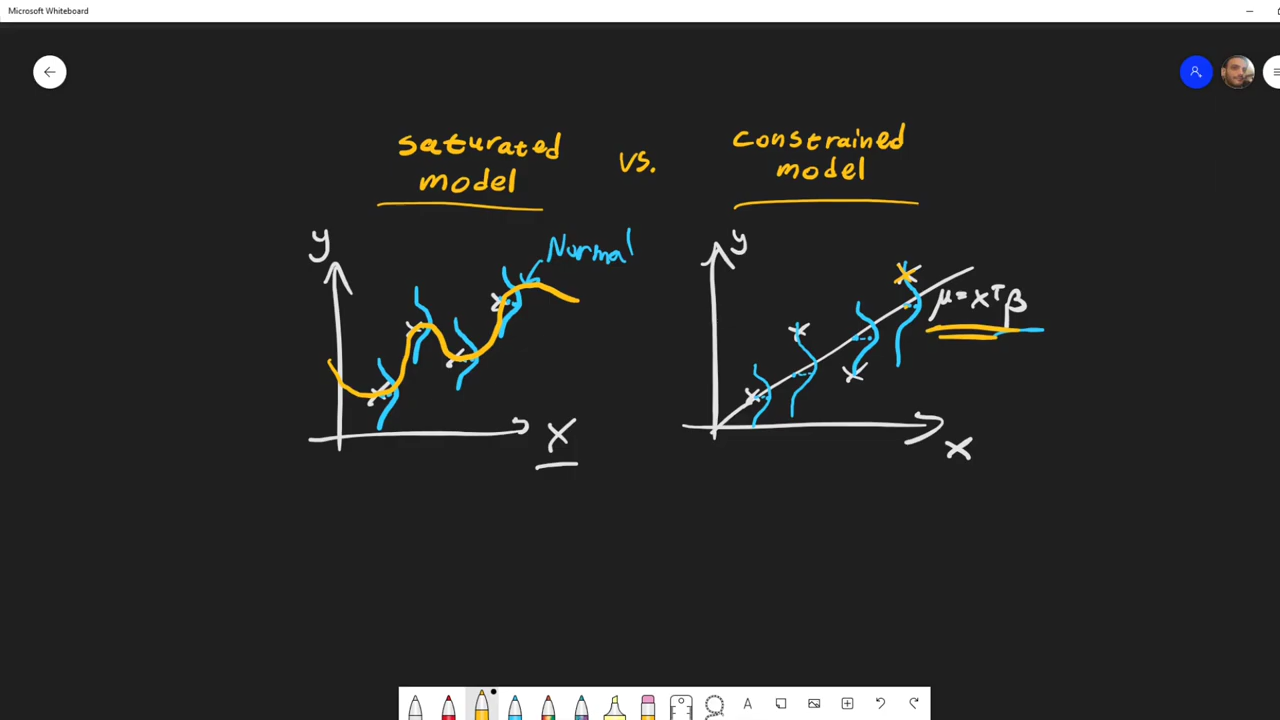 Microsoft Whiteboard
saturated model
vs.
constrained model
y
Normal
x
y
μ = xᵀβ
x
A